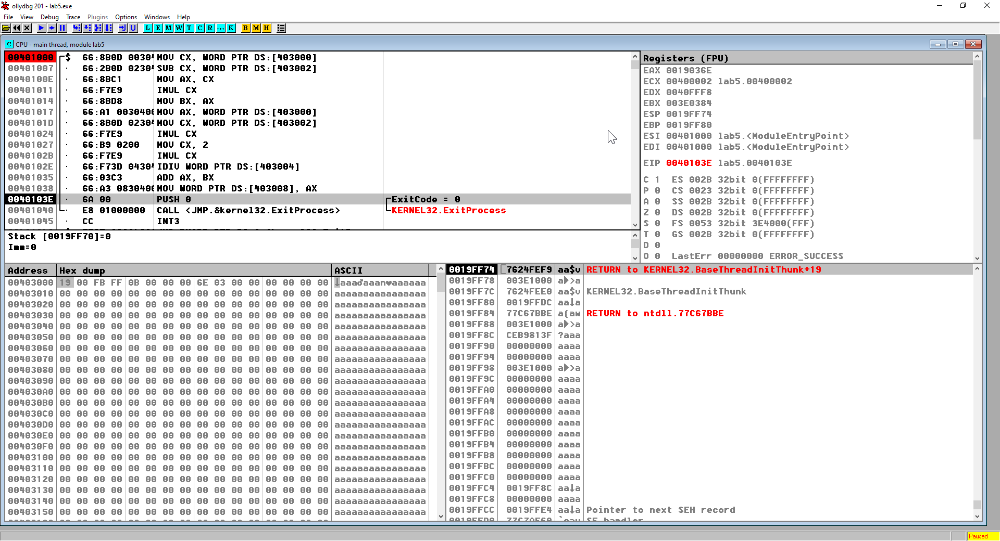 ollydbg 201 - lab5.exe
File View Debug Trace Plugins Options Windows Help
L E M W T C R ... K B M H
C CPU - main thread, module lab5
00401000 $ 66:8B0D 00304 MOV CX, WORD PTR DS:[403000]
00401007 · 66:2B0D 02304 SUB CX, WORD PTR DS:[403002]
0040100E · 66:8BC1 MOV AX, CX
00401011 · 66:F7E9 IMUL CX
00401014 · 66:8BD8 MOV BX, AX
00401017 · 66:A1 0030400 MOV AX, WORD PTR DS:[403000]
0040101D · 66:8B0D 02304 MOV CX, WORD PTR DS:[403002]
00401024 · 66:F7E9 IMUL CX
00401027 · 66:B9 0200 MOV CX, 2
0040102B · 66:F7E9 IMUL CX
0040102E · 66:F73D 04304 IDIV WORD PTR DS:[403004]
00401035 · 66:03C3 ADD AX, BX
00401038 · 66:A3 0830400 MOV WORD PTR DS:[403008], AX
0040103E · 6A 00 PUSH 0 ExitCode = 0
00401040 · E8 01000000 CALL <JMP.&kernel32.ExitProcess> KERNEL32.ExitProcess
00401045 · CC INT3
Stack [0019FF70]=0
Imm=0
Registers (FPU)
EAX 0019036E
ECX 00400002 lab5.00400002
EDX 0040FFF8
EBX 003E0384
ESP 0019FF74
EBP 0019FF80
ESI 00401000 lab5.<ModuleEntryPoint>
EDI 00401000 lab5.<ModuleEntryPoint>
EIP 0040103E lab5.0040103E
C 1 ES 002B 32bit 0(FFFFFFFF)
P 0 CS 0023 32bit 0(FFFFFFFF)
A 0 SS 002B 32bit 0(FFFFFFFF)
Z 0 DS 002B 32bit 0(FFFFFFFF)
S 0 FS 0053 32bit 3E4000(FFF)
T 0 GS 002B 32bit 0(FFFFFFFF)
D 0
O 0 LastErr 00000000 ERROR_SUCCESS
Address Hex dump ASCII
00403000 19 00 FB FF 0B 00 00 00 6E 03 00 00 00 00 00 00 ↓aaa♂aaan♥aaaaaa
00403010 00 00 00 00 00 00 00 00 00 00 00 00 00 00 00 00 aaaaaaaaaaaaaaaa
00403020 00 00 00 00 00 00 00 00 00 00 00 00 00 00 00 00 aaaaaaaaaaaaaaaa
00403030 00 00 00 00 00 00 00 00 00 00 00 00 00 00 00 00 aaaaaaaaaaaaaaaa
00403040 00 00 00 00 00 00 00 00 00 00 00 00 00 00 00 00 aaaaaaaaaaaaaaaa
00403050 00 00 00 00 00 00 00 00 00 00 00 00 00 00 00 00 aaaaaaaaaaaaaaaa
00403060 00 00 00 00 00 00 00 00 00 00 00 00 00 00 00 00 aaaaaaaaaaaaaaaa
00403070 00 00 00 00 00 00 00 00 00 00 00 00 00 00 00 00 aaaaaaaaaaaaaaaa
00403080 00 00 00 00 00 00 00 00 00 00 00 00 00 00 00 00 aaaaaaaaaaaaaaaa
00403090 00 00 00 00 00 00 00 00 00 00 00 00 00 00 00 00 aaaaaaaaaaaaaaaa
004030A0 00 00 00 00 00 00 00 00 00 00 00 00 00 00 00 00 aaaaaaaaaaaaaaaa
004030B0 00 00 00 00 00 00 00 00 00 00 00 00 00 00 00 00 aaaaaaaaaaaaaaaa
004030C0 00 00 00 00 00 00 00 00 00 00 00 00 00 00 00 00 aaaaaaaaaaaaaaaa
004030D0 00 00 00 00 00 00 00 00 00 00 00 00 00 00 00 00 aaaaaaaaaaaaaaaa
004030E0 00 00 00 00 00 00 00 00 00 00 00 00 00 00 00 00 aaaaaaaaaaaaaaaa
004030F0 00 00 00 00 00 00 00 00 00 00 00 00 00 00 00 00 aaaaaaaaaaaaaaaa
00403100 00 00 00 00 00 00 00 00 00 00 00 00 00 00 00 00 aaaaaaaaaaaaaaaa
00403110 00 00 00 00 00 00 00 00 00 00 00 00 00 00 00 00 aaaaaaaaaaaaaaaa
00403120 00 00 00 00 00 00 00 00 00 00 00 00 00 00 00 00 aaaaaaaaaaaaaaaa
00403130 00 00 00 00 00 00 00 00 00 00 00 00 00 00 00 00 aaaaaaaaaaaaaaaa
00403140 00 00 00 00 00 00 00 00 00 00 00 00 00 00 00 00 aaaaaaaaaaaaaaaa
00403150 00 00 00 00 00 00 00 00 00 00 00 00 00 00 00 00 aaaaaaaaaaaaaaaa
0019FF74 7624FEF9 aa$v RETURN to KERNEL32.BaseThreadInitThunk+19
0019FF78 003E1000 a►>a
0019FF7C 7624FEE0 aa$v KERNEL32.BaseThreadInitThunk
0019FF80 0019FFDC aa↓a
0019FF84 77C67BBE a{aw RETURN to ntdll.77C67BBE
0019FF88 003E1000 a►>a
0019FF8C CEB9813F ?aaa
0019FF90 00000000 aaaa
0019FF94 00000000 aaaa
0019FF98 003E1000 a►>a
0019FF9C 00000000 aaaa
0019FFA0 00000000 aaaa
0019FFA4 00000000 aaaa
0019FFA8 00000000 aaaa
0019FFAC 00000000 aaaa
0019FFB0 00000000 aaaa
0019FFB4 00000000 aaaa
0019FFB8 00000000 aaaa
0019FFBC 00000000 aaaa
0019FFC0 00000000 aaaa
0019FFC4 0019FF8C aa↓a
0019FFC8 00000000 aaaa
0019FFCC 0019FFE4 aa↓a Pointer to next SEH record
0019FFD0 77C7AF60 SE handler
Paused